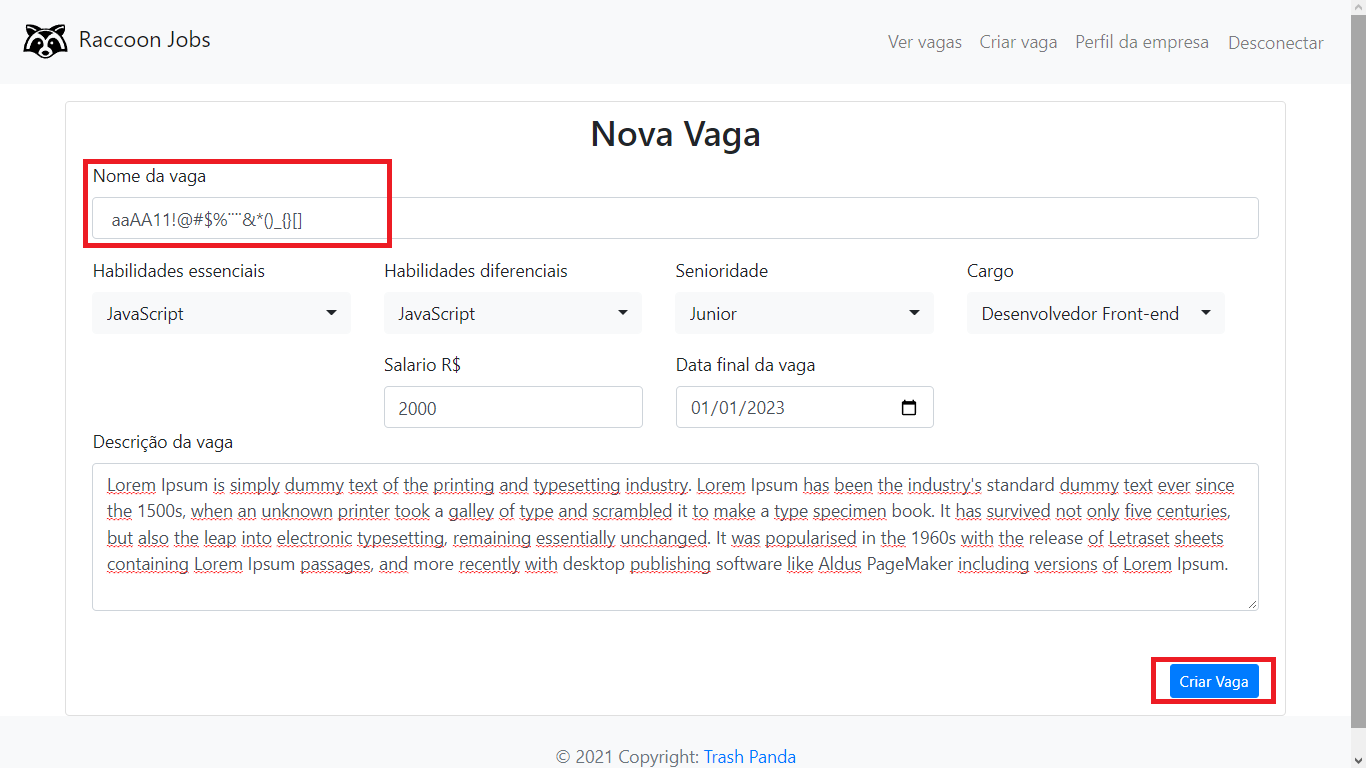 Raccoon Jobs
Ver vagas Criar vaga Perfil da empresa Desconectar
Nova Vaga
Nome da vaga
aaAA11!@#$%¨¨&*()_{}[]
Habilidades essenciais Habilidades diferenciais Senioridade Cargo
JavaScript JavaScript Junior Desenvolvedor Front-end
Salario R$ Data final da vaga
2000 01/01/2023
Descrição da vaga
Lorem Ipsum is simply dummy text of the printing and typesetting industry. Lorem Ipsum has been the industry's standard dummy text ever since
the 1500s, when an unknown printer took a galley of type and scrambled it to make a type specimen book. It has survived not only five centuries,
but also the leap into electronic typesetting, remaining essentially unchanged. It was popularised in the 1960s with the release of Letraset sheets
containing Lorem Ipsum passages, and more recently with desktop publishing software like Aldus PageMaker including versions of Lorem Ipsum.
Criar Vaga
© 2021 Copyright: Trash Panda